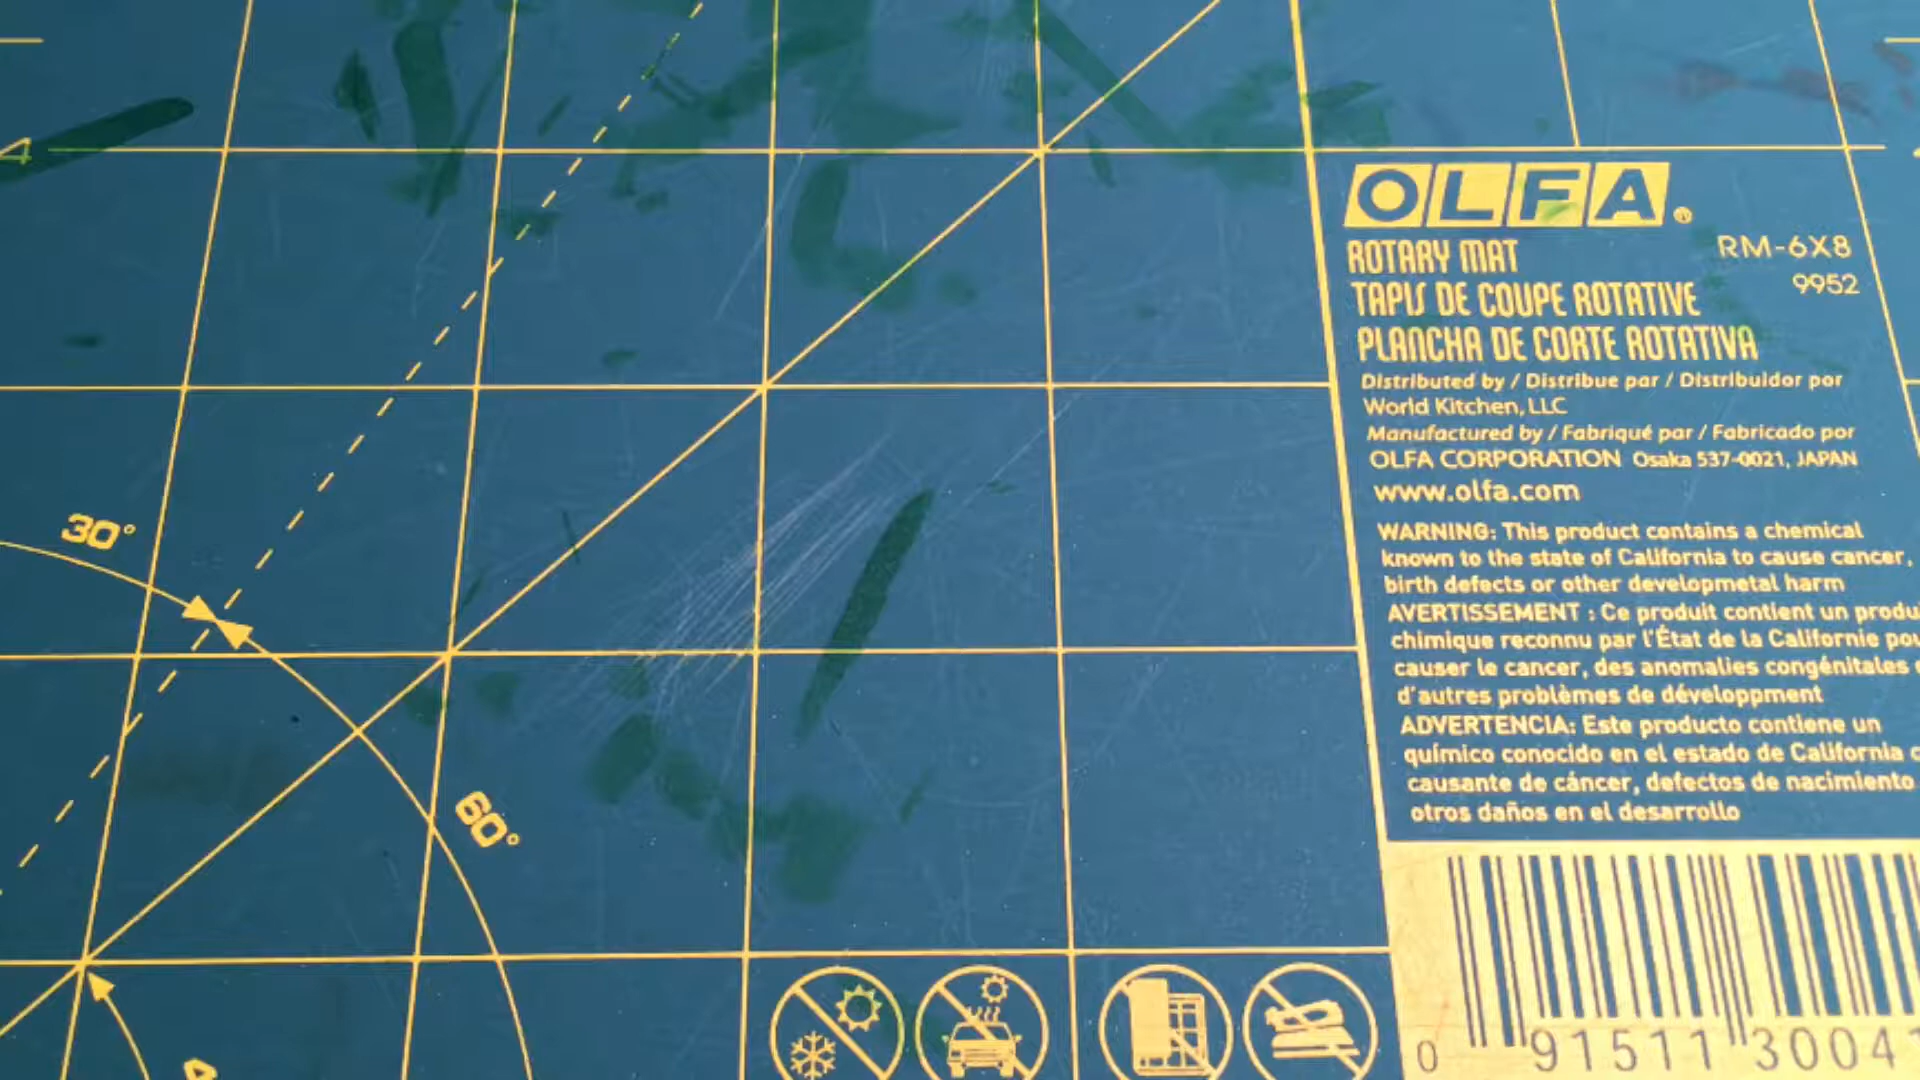 4
30°
60°
OLFA®
ROTARY MAT
RM-6X8
TAPIS DE COUPE ROTATIVE
9952
PLANCHA DE CORTE ROTATIVA
Distributed by / Distribue par / Distribuidor por
World Kitchen, LLC
Manufactured by / Fabriqué par / Fabricado por
OLFA CORPORATION Osaka 537-0021, JAPAN
www.olfa.com
WARNING: This product contains a chemical
known to the state of California to cause cancer,
birth defects or other developmetal harm
AVERTISSEMENT : Ce produit contient un
chimique reconnu par l'État de la Californie
causer le cancer, des anomalies congénitales
d'autres problèmes de développment
ADVERTENCIA: Este producto contiene un
químico conocido en el estado de California
causante de cáncer, defectos de nacimiento
otros daños en el desarrollo
0 91511 3004